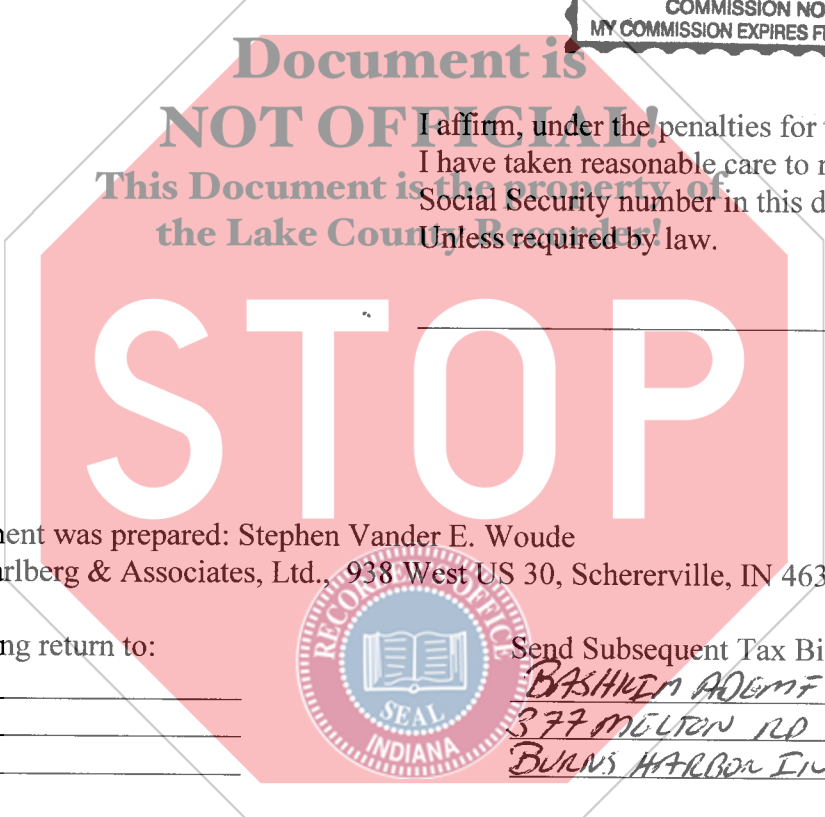 COMMISSION NO
MY COMMISSION EXPIRES F
Document is
NOT OFFICIAL!
This Document is the property of
the Lake County Recorder!
I affirm, under the penalties for
I have taken reasonable care to r
Social Security number in this d
Unless required by law.
STOP
ent was prepared: Stephen Vander E. Woude
rlberg & Associates, Ltd., 938 West US 30, Schererville, IN 463
ng return to:
Send Subsequent Tax Bi
BASHKIM ADEMF
377 MELTON RD
BURNS HARBOR IN
RECORDER'S OFFICE
SEAL
INDIANA